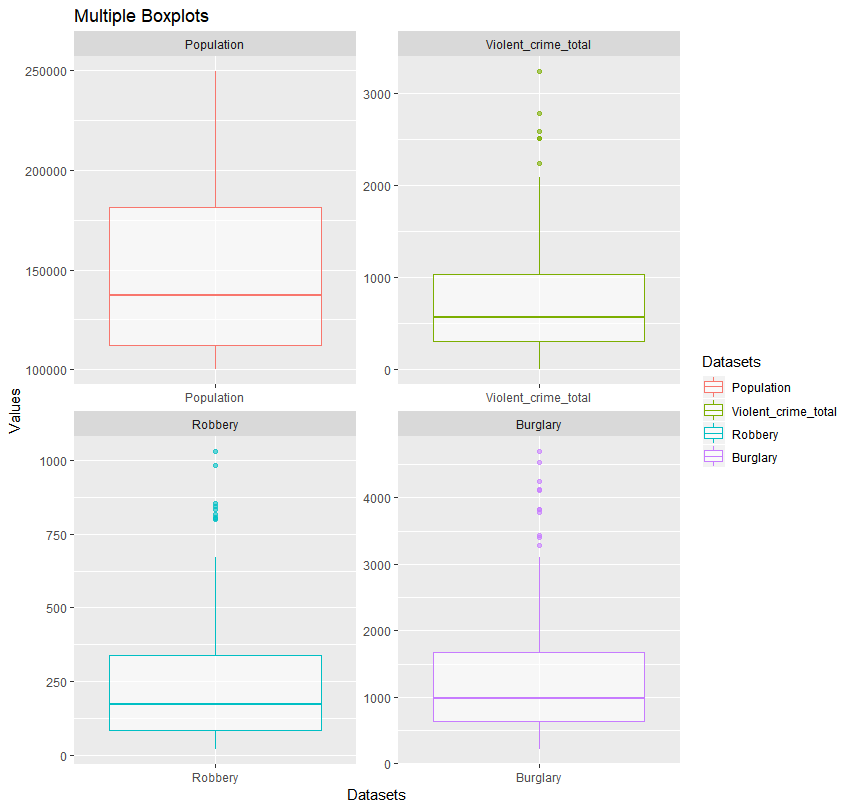 Multiple Boxplots
Population
Violent_crime_total
250000
200000
150000
100000
3000
2000
1000
0
Population
Violent_crime_total
Robbery
Burglary
1000
750
500
250
0
4000
3000
2000
1000
0
Robbery
Burglary
Values
Datasets
Datasets
Population
Violent_crime_total
Robbery
Burglary